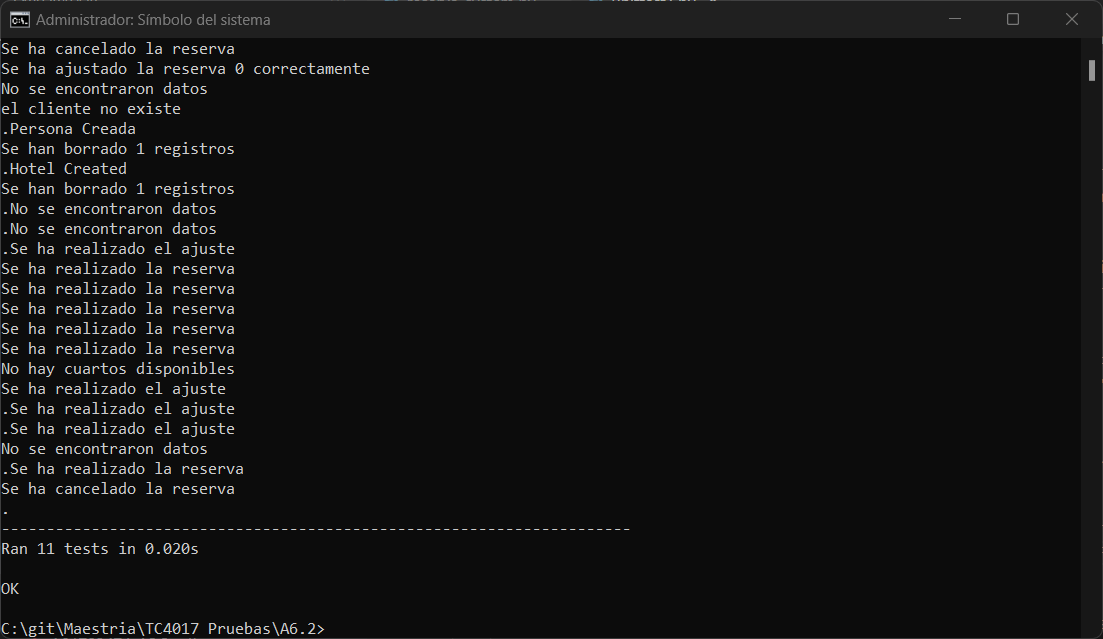 Administrador: Símbolo del sistema
Se ha cancelado la reserva
Se ha ajustado la reserva 0 correctamente
No se encontraron datos
el cliente no existe
.Persona Creada
Se han borrado 1 registros
.Hotel Created
Se han borrado 1 registros
.No se encontraron datos
.No se encontraron datos
.Se ha realizado el ajuste
Se ha realizado la reserva
Se ha realizado la reserva
Se ha realizado la reserva
Se ha realizado la reserva
Se ha realizado la reserva
No hay cuartos disponibles
Se ha realizado el ajuste
.Se ha realizado el ajuste
.Se ha realizado el ajuste
No se encontraron datos
.Se ha realizado la reserva
Se ha cancelado la reserva
.
----------------------------------------------------------------------
Ran 11 tests in 0.020s
OK
C:\git\Maestria\TC4017 Pruebas\A6.2>